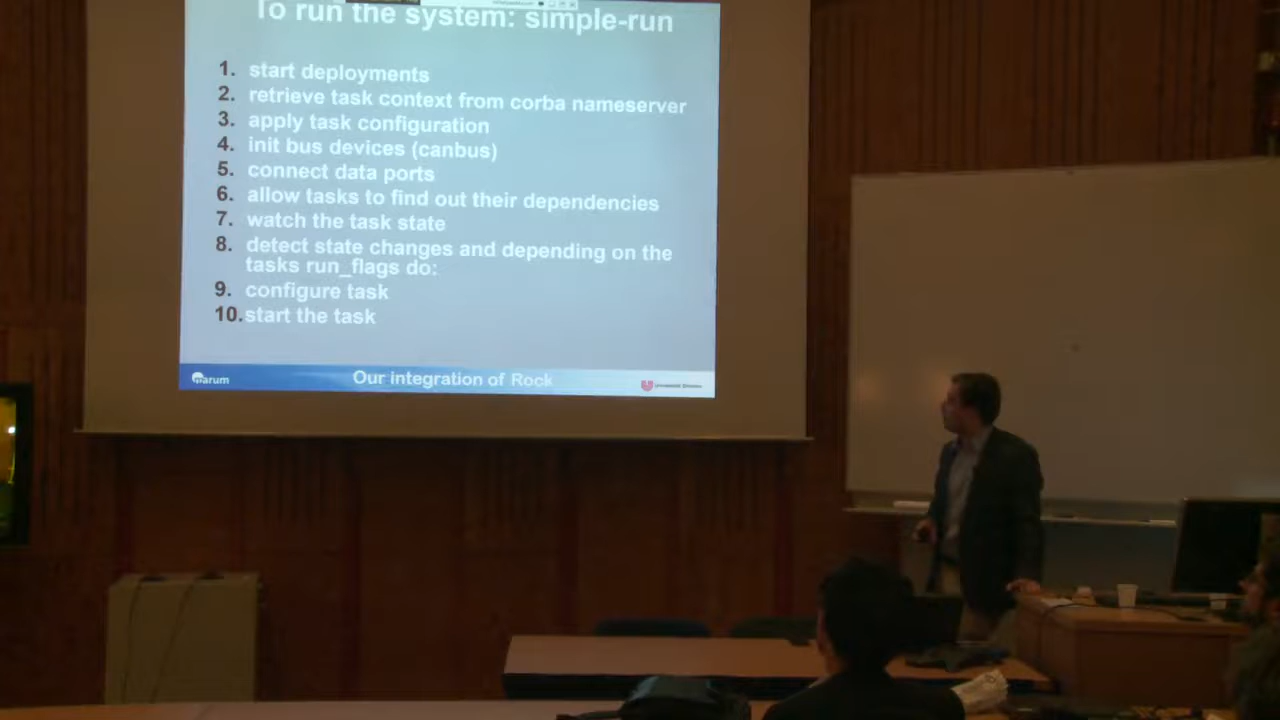 To run the system: simple-run
1. start deployments
2. retrieve task context from corba nameserver
3. apply task configuration
4. init bus devices (canbus)
5. connect data ports
6. allow tasks to find out their dependencies
7. watch the task state
8. detect state changes and depending on the
tasks run_flags do:
9. configure task
10. start the task
marum
Our integration of Rock